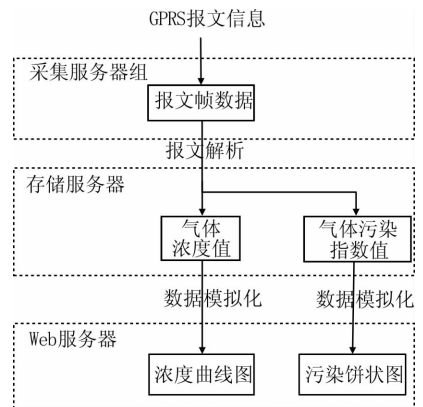 GPRS报文信息
采集服务器组
报文帧数据
报文解析
存储服务器
气体
浓度值
气体污染
指数值
数据模拟化
数据模拟化
Web服务器
浓度曲线图
污染饼状图